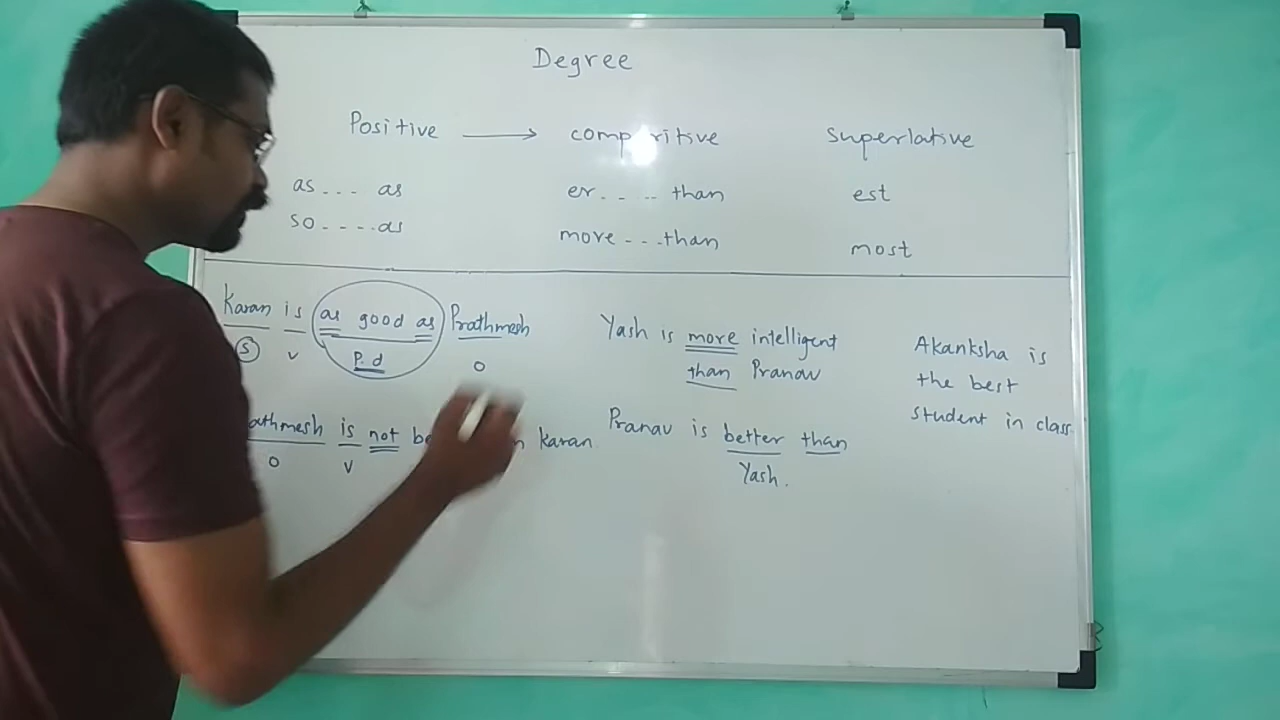 Degree
Positive → comparitive superlative
as... as er.... than est
so....as more...than most
Karan is as good as Prathmesh
S v P.d o
is not Karan.
o v
Yash is more intelligent
than Pranav
Pranav is better than
Yash.
Akanksha is
the best
student in class